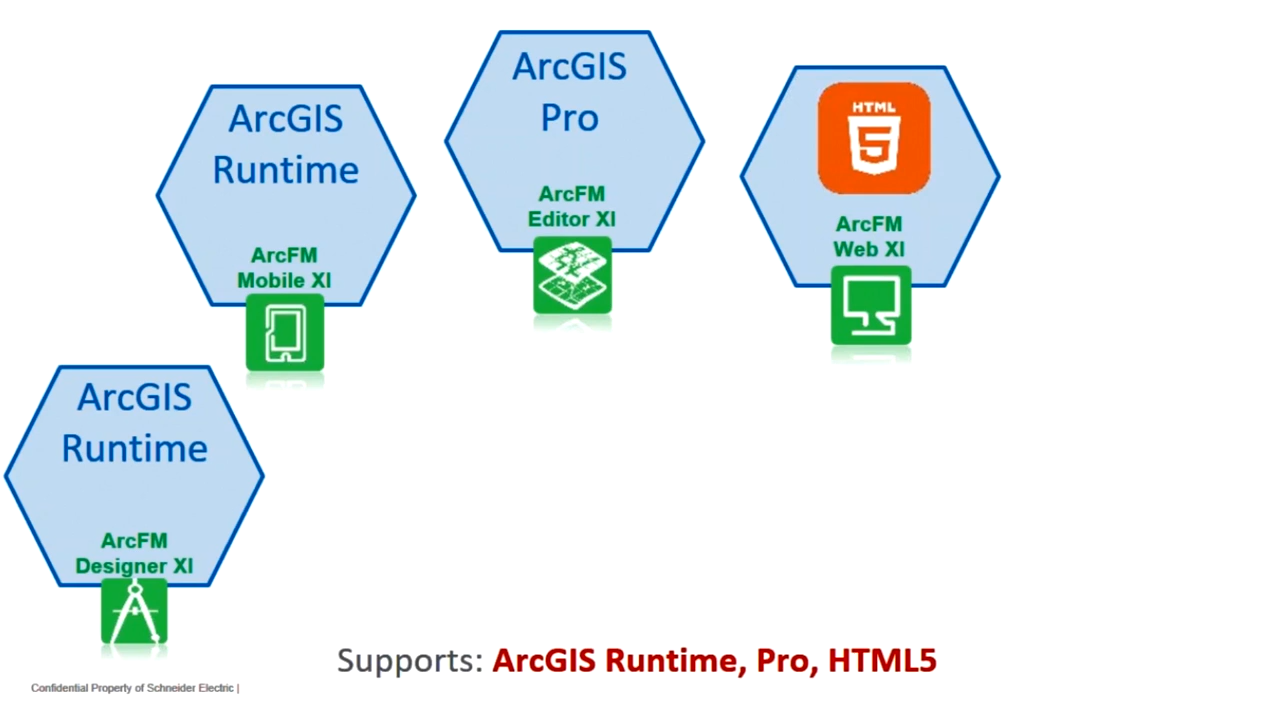 ArcGIS
Runtime
ArcFM
Mobile XI
ArcGIS
Pro
ArcFM
Editor XI
HTML
5
ArcFM
Web XI
ArcGIS
Runtime
ArcFM
Designer XI
Supports: ArcGIS Runtime, Pro, HTML5
Confidential Property of Schneider Electric |